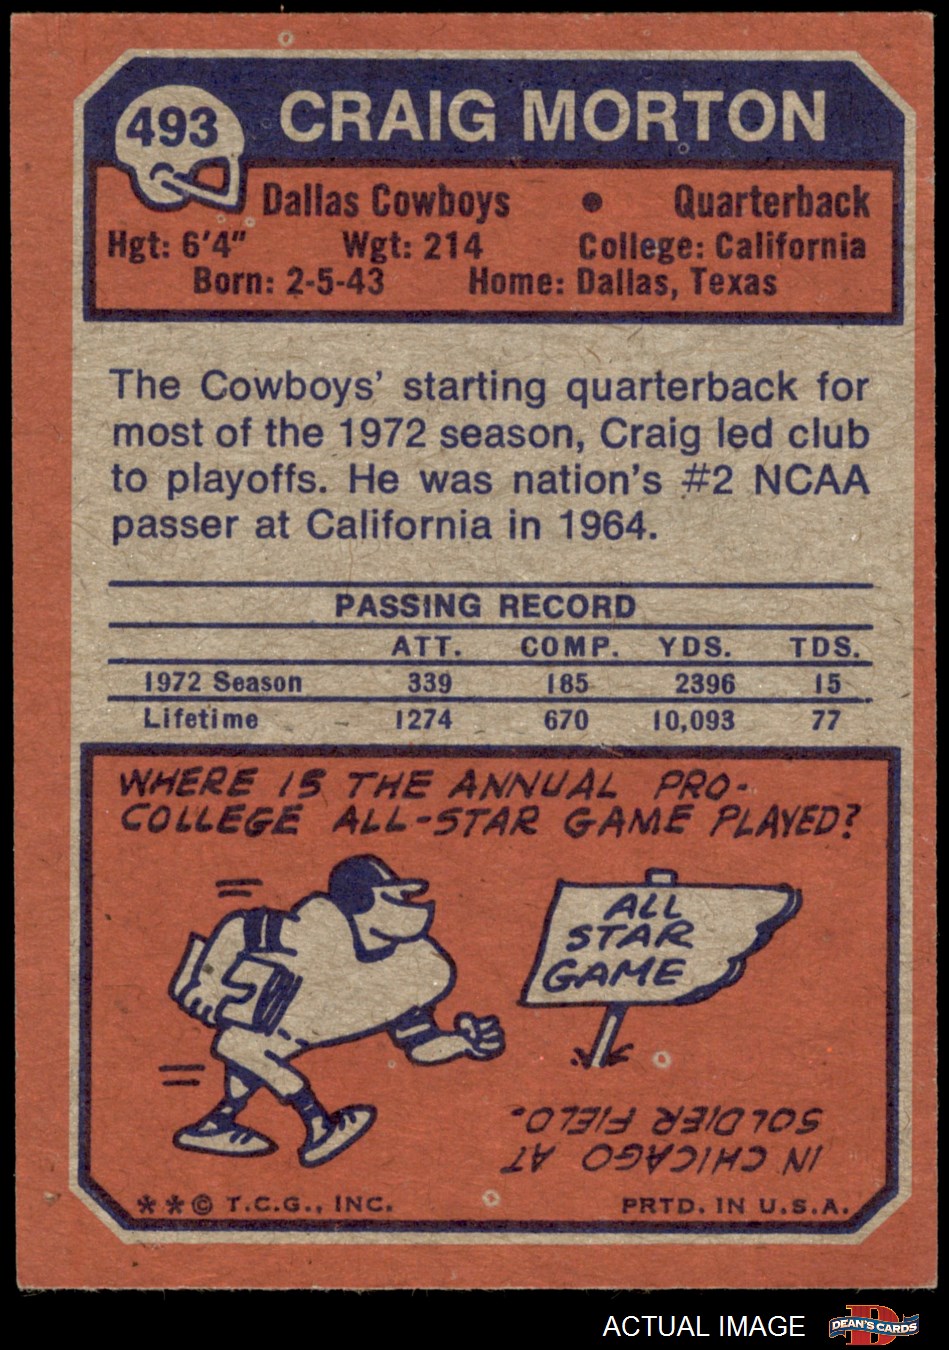 493
CRAIG MORTON
Dallas Cowboys • Quarterback
Hgt: 6'4" Wgt: 214 College: California
Born: 2-5-43 Home: Dallas, Texas
The Cowboys' starting quarterback for
most of the 1972 season, Craig led club
to playoffs. He was nation's #2 NCAA
passer at California in 1964.
PASSING RECORD
ATT. COMP. YDS. TDS.
1972 Season 339 185 2396 15
Lifetime 1274 670 10,093 77
WHERE IS THE ANNUAL PRO-
COLLEGE ALL-STAR GAME PLAYED?
ALL
STAR
GAME
IN CHICAGO AT
SOLDIER FIELD.
**© T.C.G., INC. PRTD. IN U.S.A.
ACTUAL IMAGE
D
DEAN'S CARDS